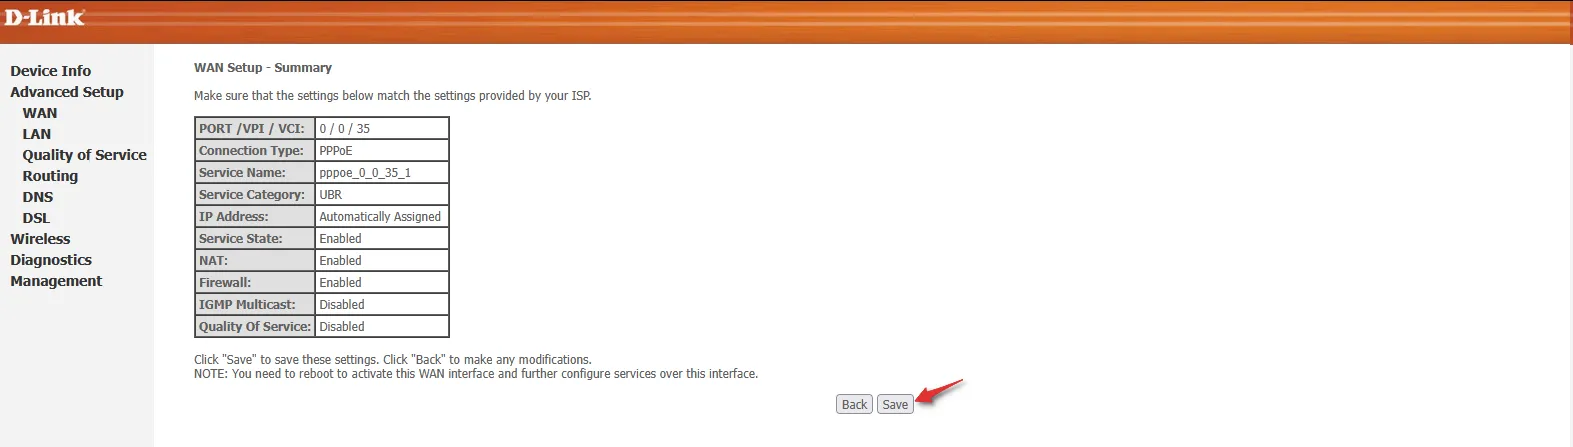 D-Link
Device Info
Advanced Setup
WAN
LAN
Quality of Service
Routing
DNS
DSL
Wireless
Diagnostics
Management
WAN Setup - Summary
Make sure that the settings below match the settings provided by your ISP.
PORT /VPI / VCI: 0 / 0 / 35
Connection Type: PPPoE
Service Name: pppoe_0_0_35_1
Service Category: UBR
IP Address: Automatically Assigned
Service State: Enabled
NAT: Enabled
Firewall: Enabled
IGMP Multicast: Disabled
Quality Of Service: Disabled
Click "Save" to save these settings. Click "Back" to make any modifications.
NOTE: You need to reboot to activate this WAN interface and further configure services over this interface.
Back Save